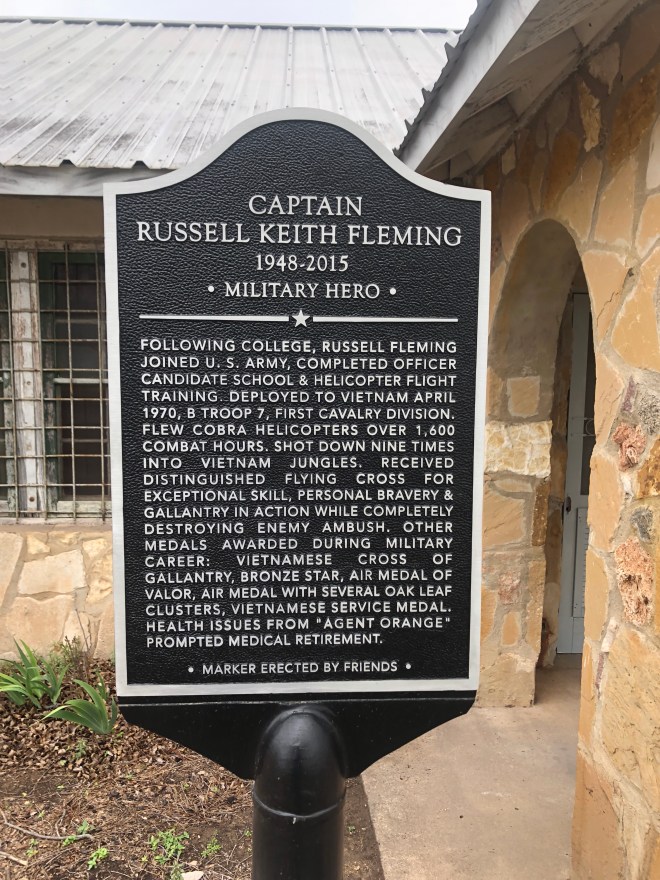 CAPTAIN
RUSSELL KEITH FLEMING
1948-2015
• MILITARY HERO •
FOLLOWING COLLEGE, RUSSELL FLEMING
JOINED U. S. ARMY, COMPLETED OFFICER
CANDIDATE SCHOOL & HELICOPTER FLIGHT
TRAINING. DEPLOYED TO VIETNAM APRIL
1970, B TROOP 7, FIRST CAVALRY DIVISION.
FLEW COBRA HELICOPTERS OVER 1,600
COMBAT HOURS. SHOT DOWN NINE TIMES
INTO VIETNAM JUNGLES. RECEIVED
DISTINGUISHED FLYING CROSS FOR
EXCEPTIONAL SKILL, PERSONAL BRAVERY &
GALLANTRY IN ACTION WHILE COMPLETELY
DESTROYING ENEMY AMBUSH. OTHER
MEDALS AWARDED DURING MILITARY
CAREER: VIETNAMESE CROSS OF
GALLANTRY, BRONZE STAR, AIR MEDAL OF
VALOR, AIR MEDAL WITH SEVERAL OAK LEAF
CLUSTERS, VIETNAMESE SERVICE MEDAL.
HEALTH ISSUES FROM "AGENT ORANGE"
PROMPTED MEDICAL RETIREMENT.
• MARKER ERECTED BY FRIENDS •